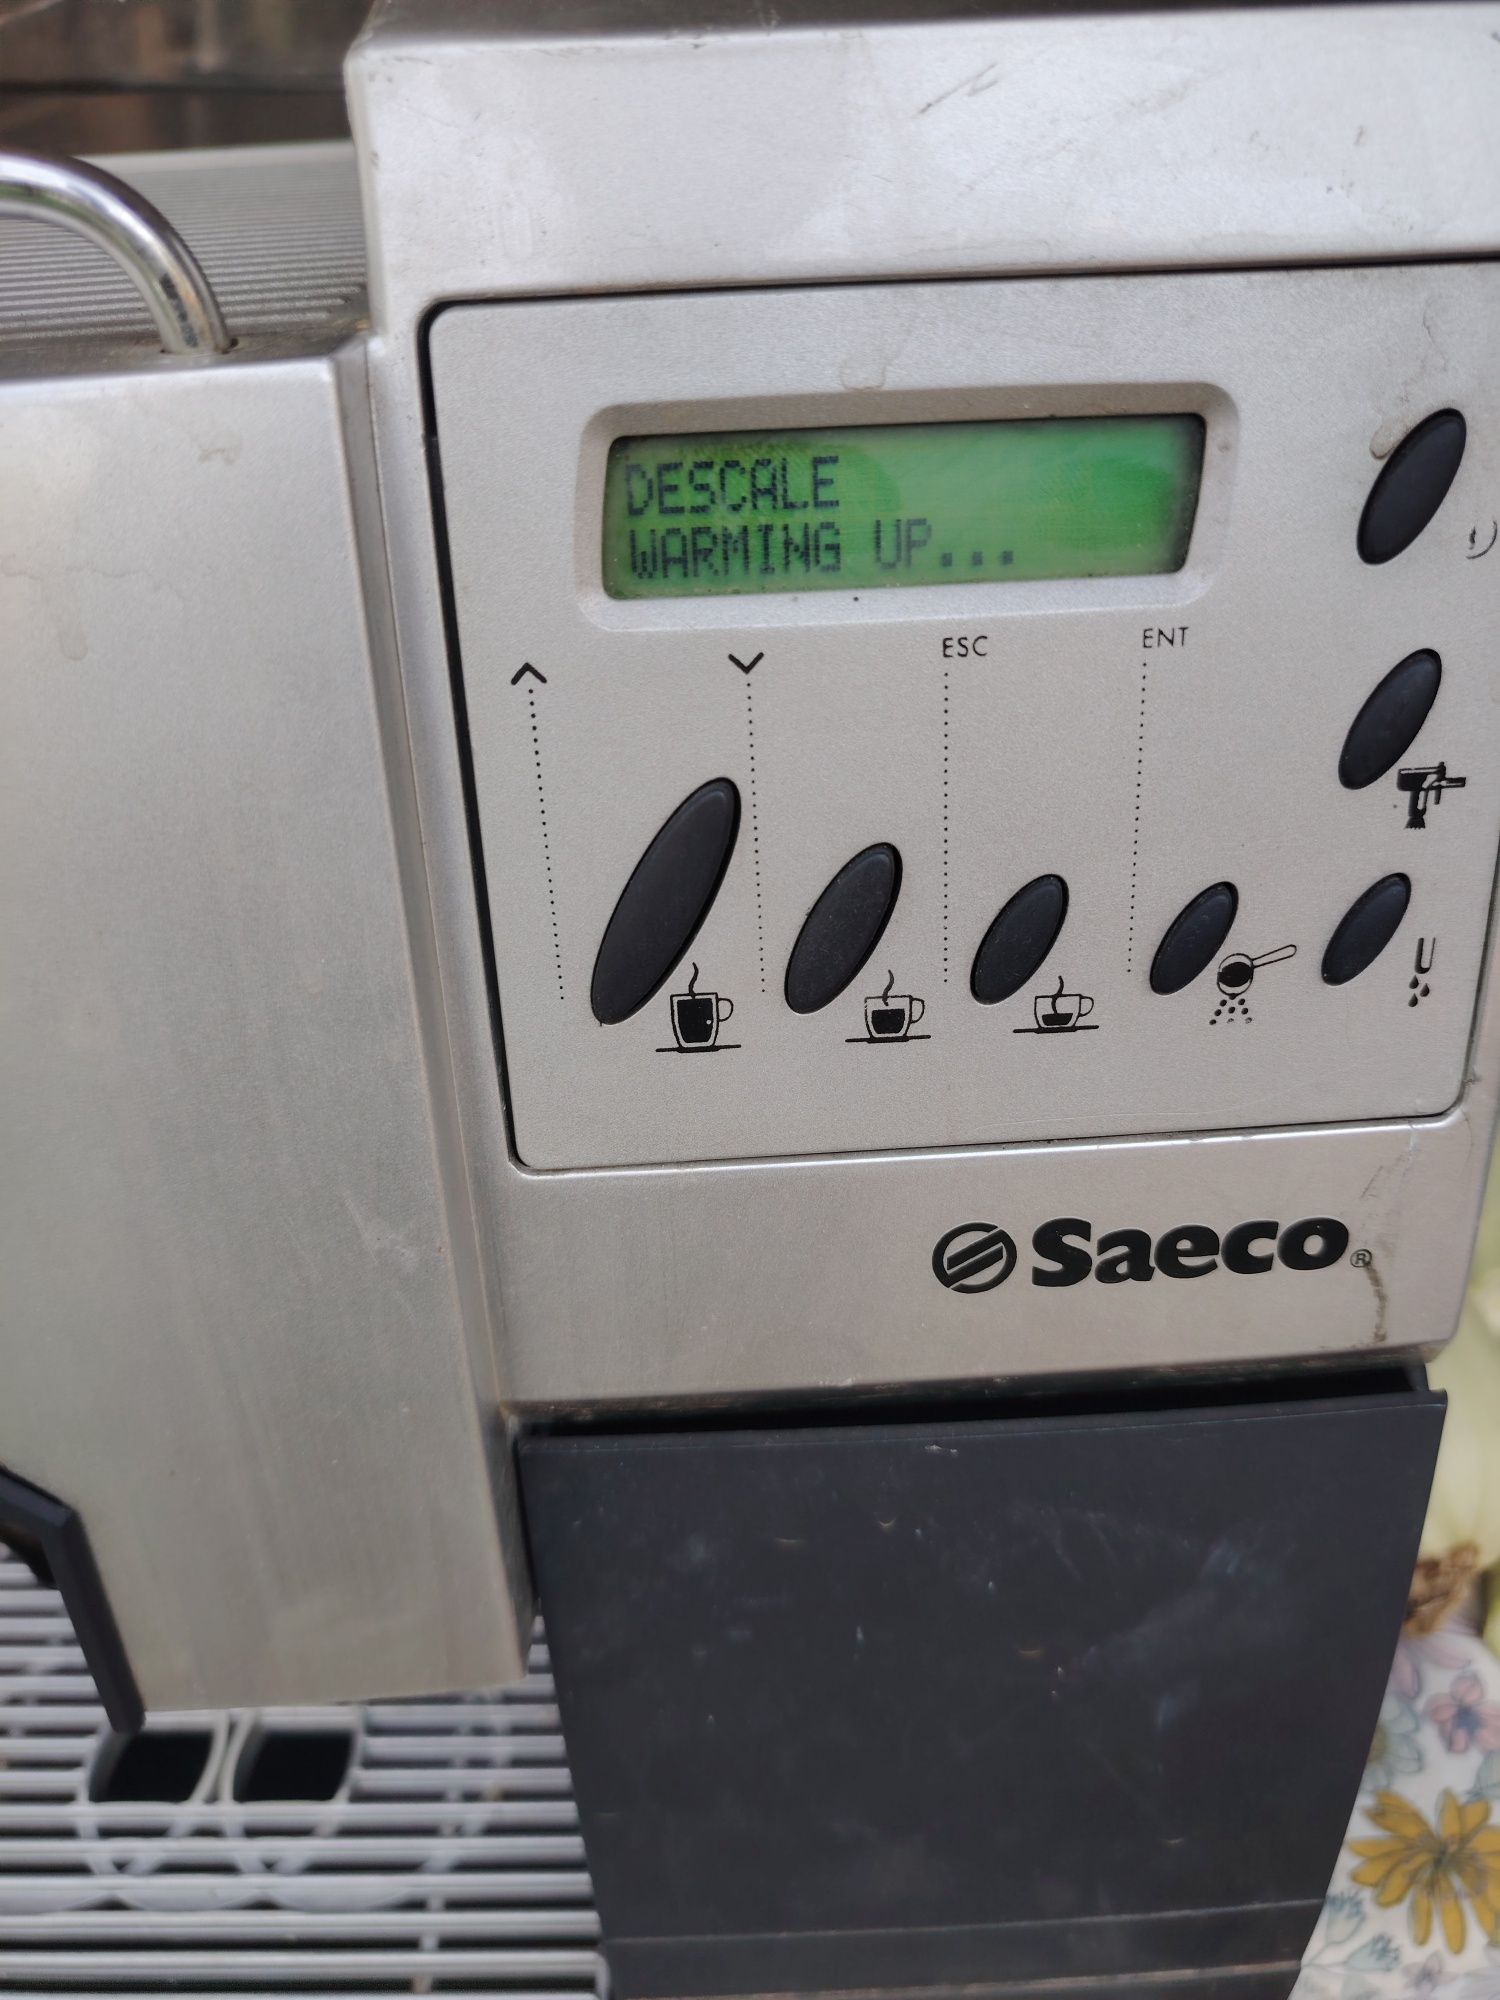 DESCALE
WARMING UP...
ESC
ENT
Saeco®